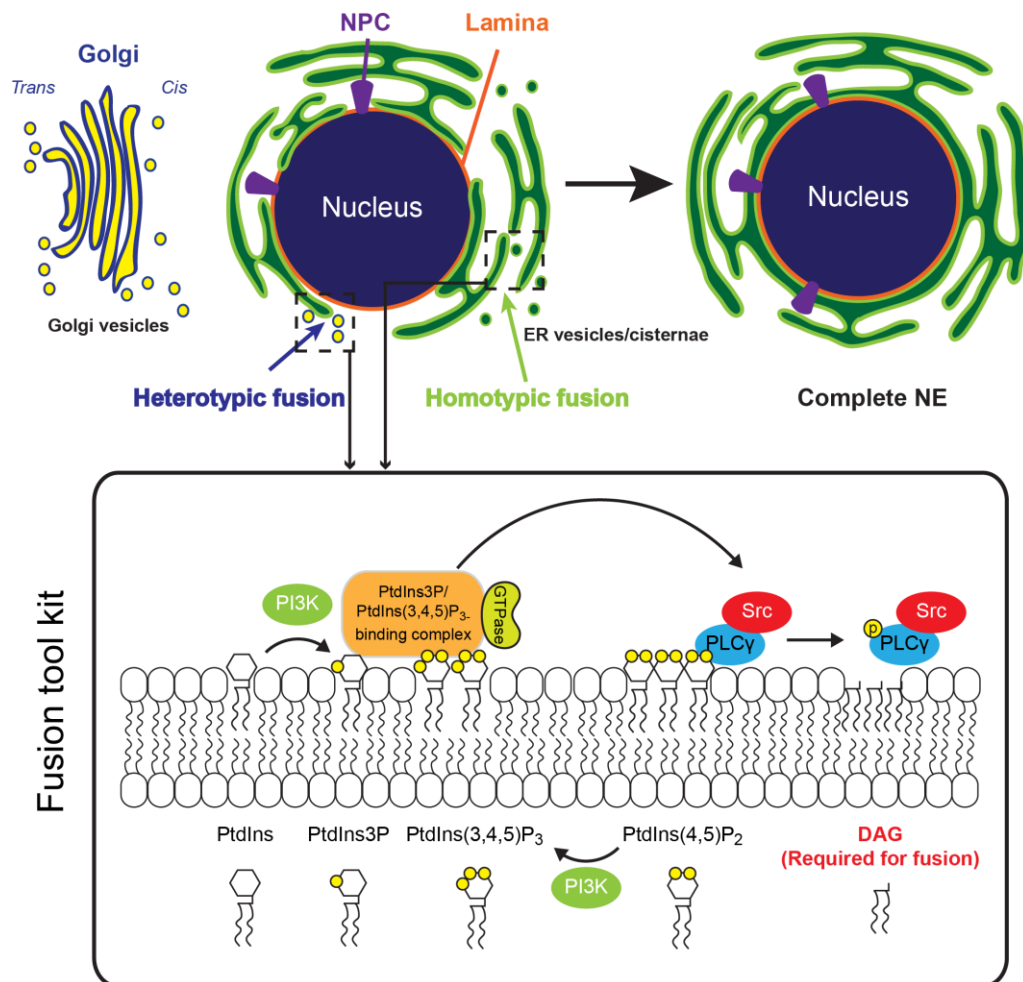 NPC
Lamina
Golgi
Trans
Cis
Nucleus
Nucleus
Golgi vesicles
ER vesicles/cisternae
Heterotypic fusion
Homotypic fusion
Complete NE
Fusion tool kit
PI3K
PtdIns3P/
PtdIns(3,4,5)P3-
binding complex
GTPase
Src
PLCγ
p
Src
PLCγ
PtdIns
PtdIns3P
PtdIns(3,4,5)P3
PtdIns(4,5)P2
DAG
(Required for fusion)
PI3K